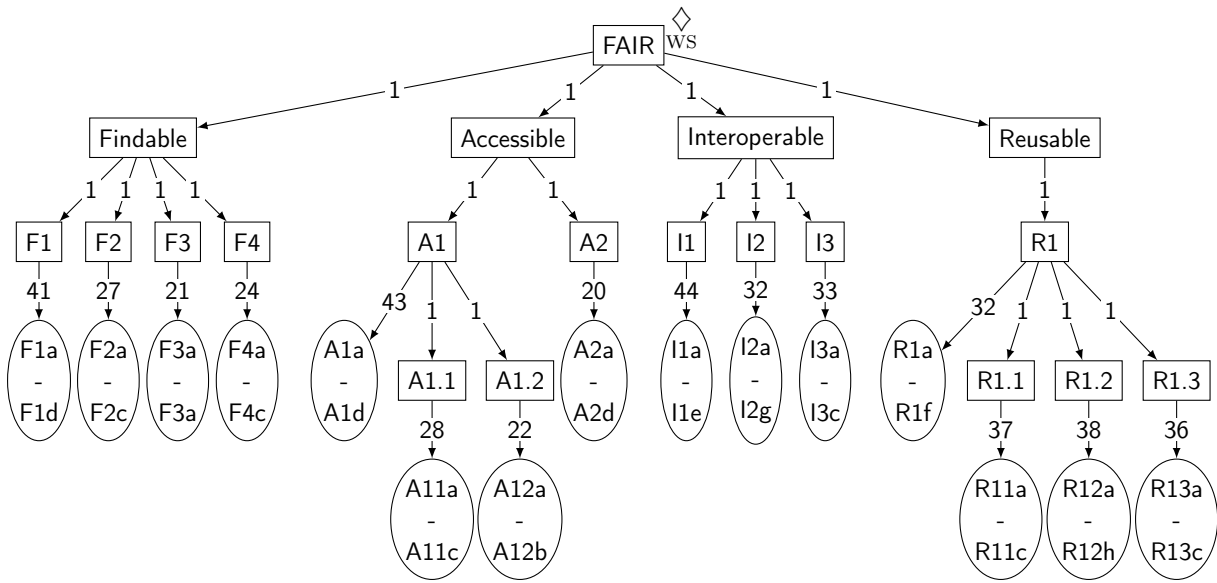 FAIR
WS
1 1 1 1
Findable Accessible Interoperable Reusable
1 1 1 1 1 1 1 1 1 1
F1 F2 F3 F4 A1 A2 I1 I2 I3 R1
41 27 21 24 43 1 1 20 44 32 33 32 1 1 1
F1a F2a F3a F4a A1a A2a I1a I2a I3a R1a
- - - - A1.1 A1.2 - - - - - - R1.1 R1.2 R1.3
F1d F2c F3a F4c A1d A2d I1e I2g I3c R1f
28 22 37 38 36
A11a A12a R11a R12a R13a
- - - - -
A11c A12b R11c R12h R13c